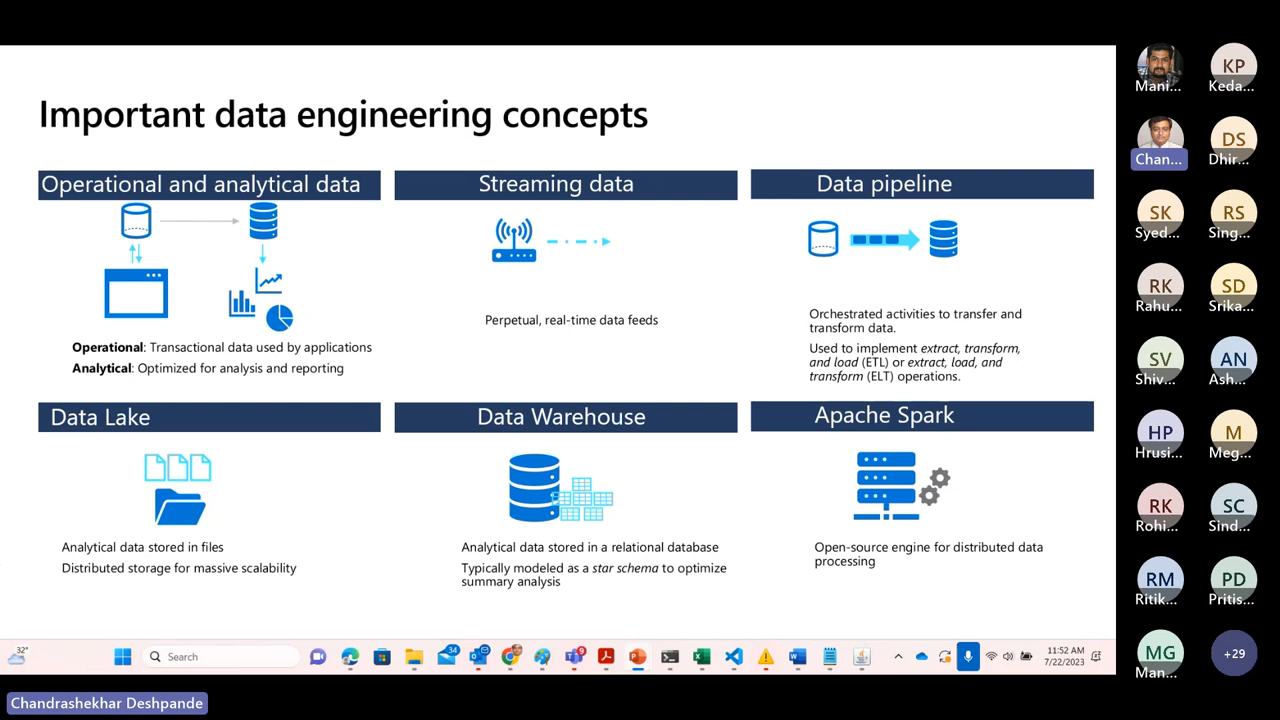 Important data engineering concepts
Operational and analytical data
Streaming data
Data pipeline
Operational: Transactional data used by applications
Analytical: Optimized for analysis and reporting
Perpetual, real-time data feeds
Orchestrated activities to transfer and
transform data.
Used to implement extract, transform,
and load (ETL) or extract, load, and
transform (ELT) operations.
Data Lake
Data Warehouse
Apache Spark
Analytical data stored in files
Distributed storage for massive scalability
Analytical data stored in a relational database
Typically modeled as a star schema to optimize
summary analysis
Open-source engine for distributed data
processing
32°
Search
34
9
11:52 AM
7/22/2023
Chandrashekhar Deshpande
Mani...
KP
Keda...
Chan...
DS
Dhir...
SK
Syed...
RS
Sing...
RK
Rahu...
SD
Srika...
SV
Shiv...
AN
Ash...
HP
Hrusi...
M
Meg...
RK
Rohi...
SC
Sind...
RM
Ritik...
PD
Pritis...
MG
Man...
+29